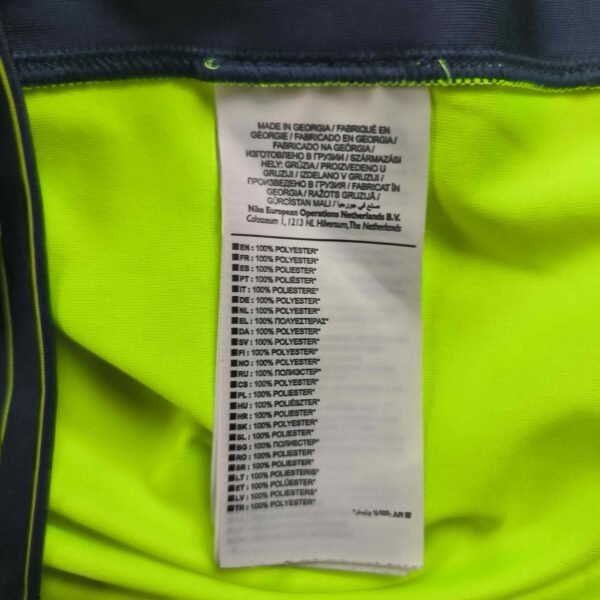 MADE IN GEORGIA / FABRIQUÉ EN
GÉORGIE / FABRICADO EN GEORGIA /
FABRICADO NA GEÓRGIA /
ИЗГОТОВЛЕНО В ГРУЗИИ / SZÁRMAZÁSI
HELY: GRÚZIA / PROIZVEDENO U
GRUZIJI / IZDELANO V GRUZIJI /
ПРОИЗВЕДЕНО В ГРУЗИЯ / FABRICAT ÎN
GEORGIA / RAŽOTS GRUZIJĀ /
GÜRCİSTAN MALI / صنع في جورجيا
Nike European Operations Netherlands B.V.
Colosseum 1, 1213 NL Hilversum, The Netherlands
EN : 100% POLYESTER*
FR : 100% POLYESTER*
ES : 100% POLIÉSTER*
PT : 100% POLIÉSTER*
IT : 100% POLIESTERE*
DE : 100% POLYESTER*
NL : 100% POLYESTER*
EL : 100% ΠΟΛΥΕΣΤΕΡΑΣ*
DA : 100% POLYESTER*
SV : 100% POLYESTER*
FI : 100% POLYESTERI*
NO : 100% POLYESTER*
RU : 100% ПОЛИЭСТЕР*
CS : 100% POLYESTER*
PL : 100% POLIESTER*
HU : 100% POLIÉSZTER*
HR : 100% POLIESTER*
SK : 100% POLYESTER*
SL : 100% POLIESTER*
BG : 100% ПОЛИЕСТЕР*
RO : 100% POLIESTER*
SR : 100% POLIESTER*
LT : 100% POLIESTERIS*
ET : 100% POLÜESTER*
LV : 100% POLIESTERS*
TR : 100% POLYESTER*
AR :100%